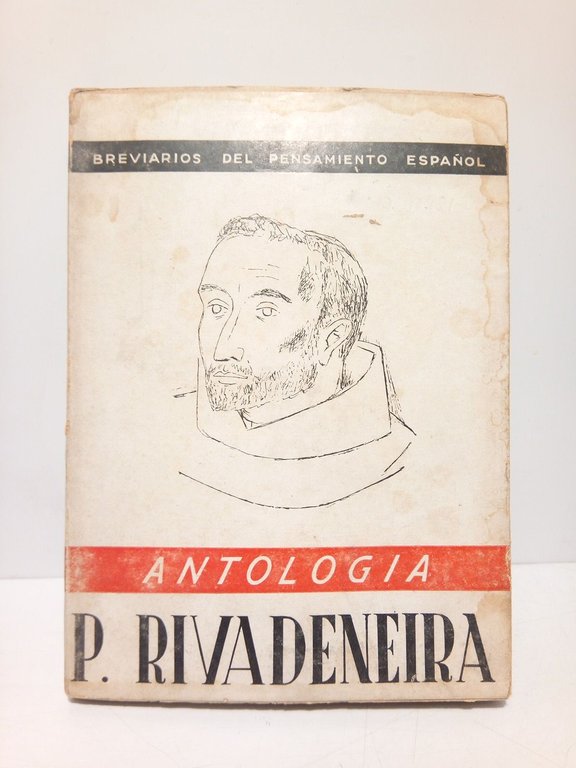 BREVIARIOS DEL PENSAMIENTO ESPAÑOL
ANTOLOGIA
P. RIVADENEIRA